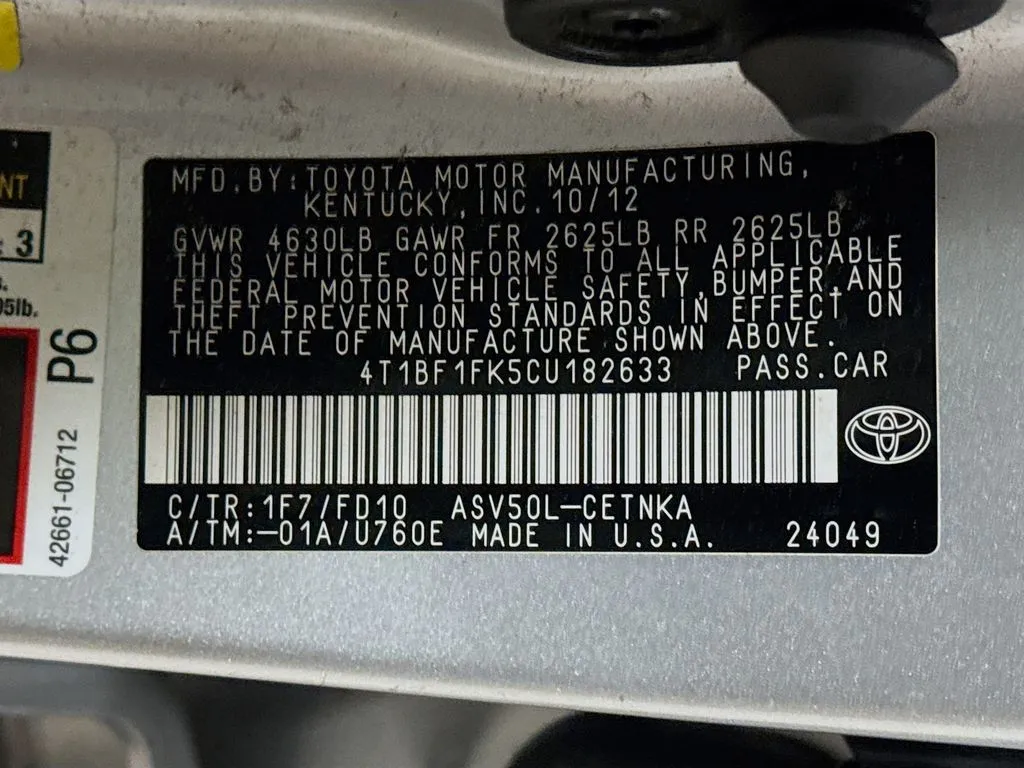 MFD.BY:TOYOTA MOTOR MANUFACTURING,
KENTUCKY,INC.10/12
GVWR 4630LB GAWR FR 2625LB RR 2625LB
THIS VEHICLE CONFORMS TO ALL APPLICABLE
FEDERAL MOTOR VEHICLE SAFETY,BUMPER,AND
THEFT PREVENTION STANDARDS IN EFFECT ON
THE DATE OF MANUFACTURE SHOWN ABOVE.
4T1BF1FK5CU182633 PASS.CAR
C/TR:1F7/FD10 ASV50L-CETNKA
A/TM:-01A/U760E MADE IN U.S.A. 24049
3
P6
42661-06712